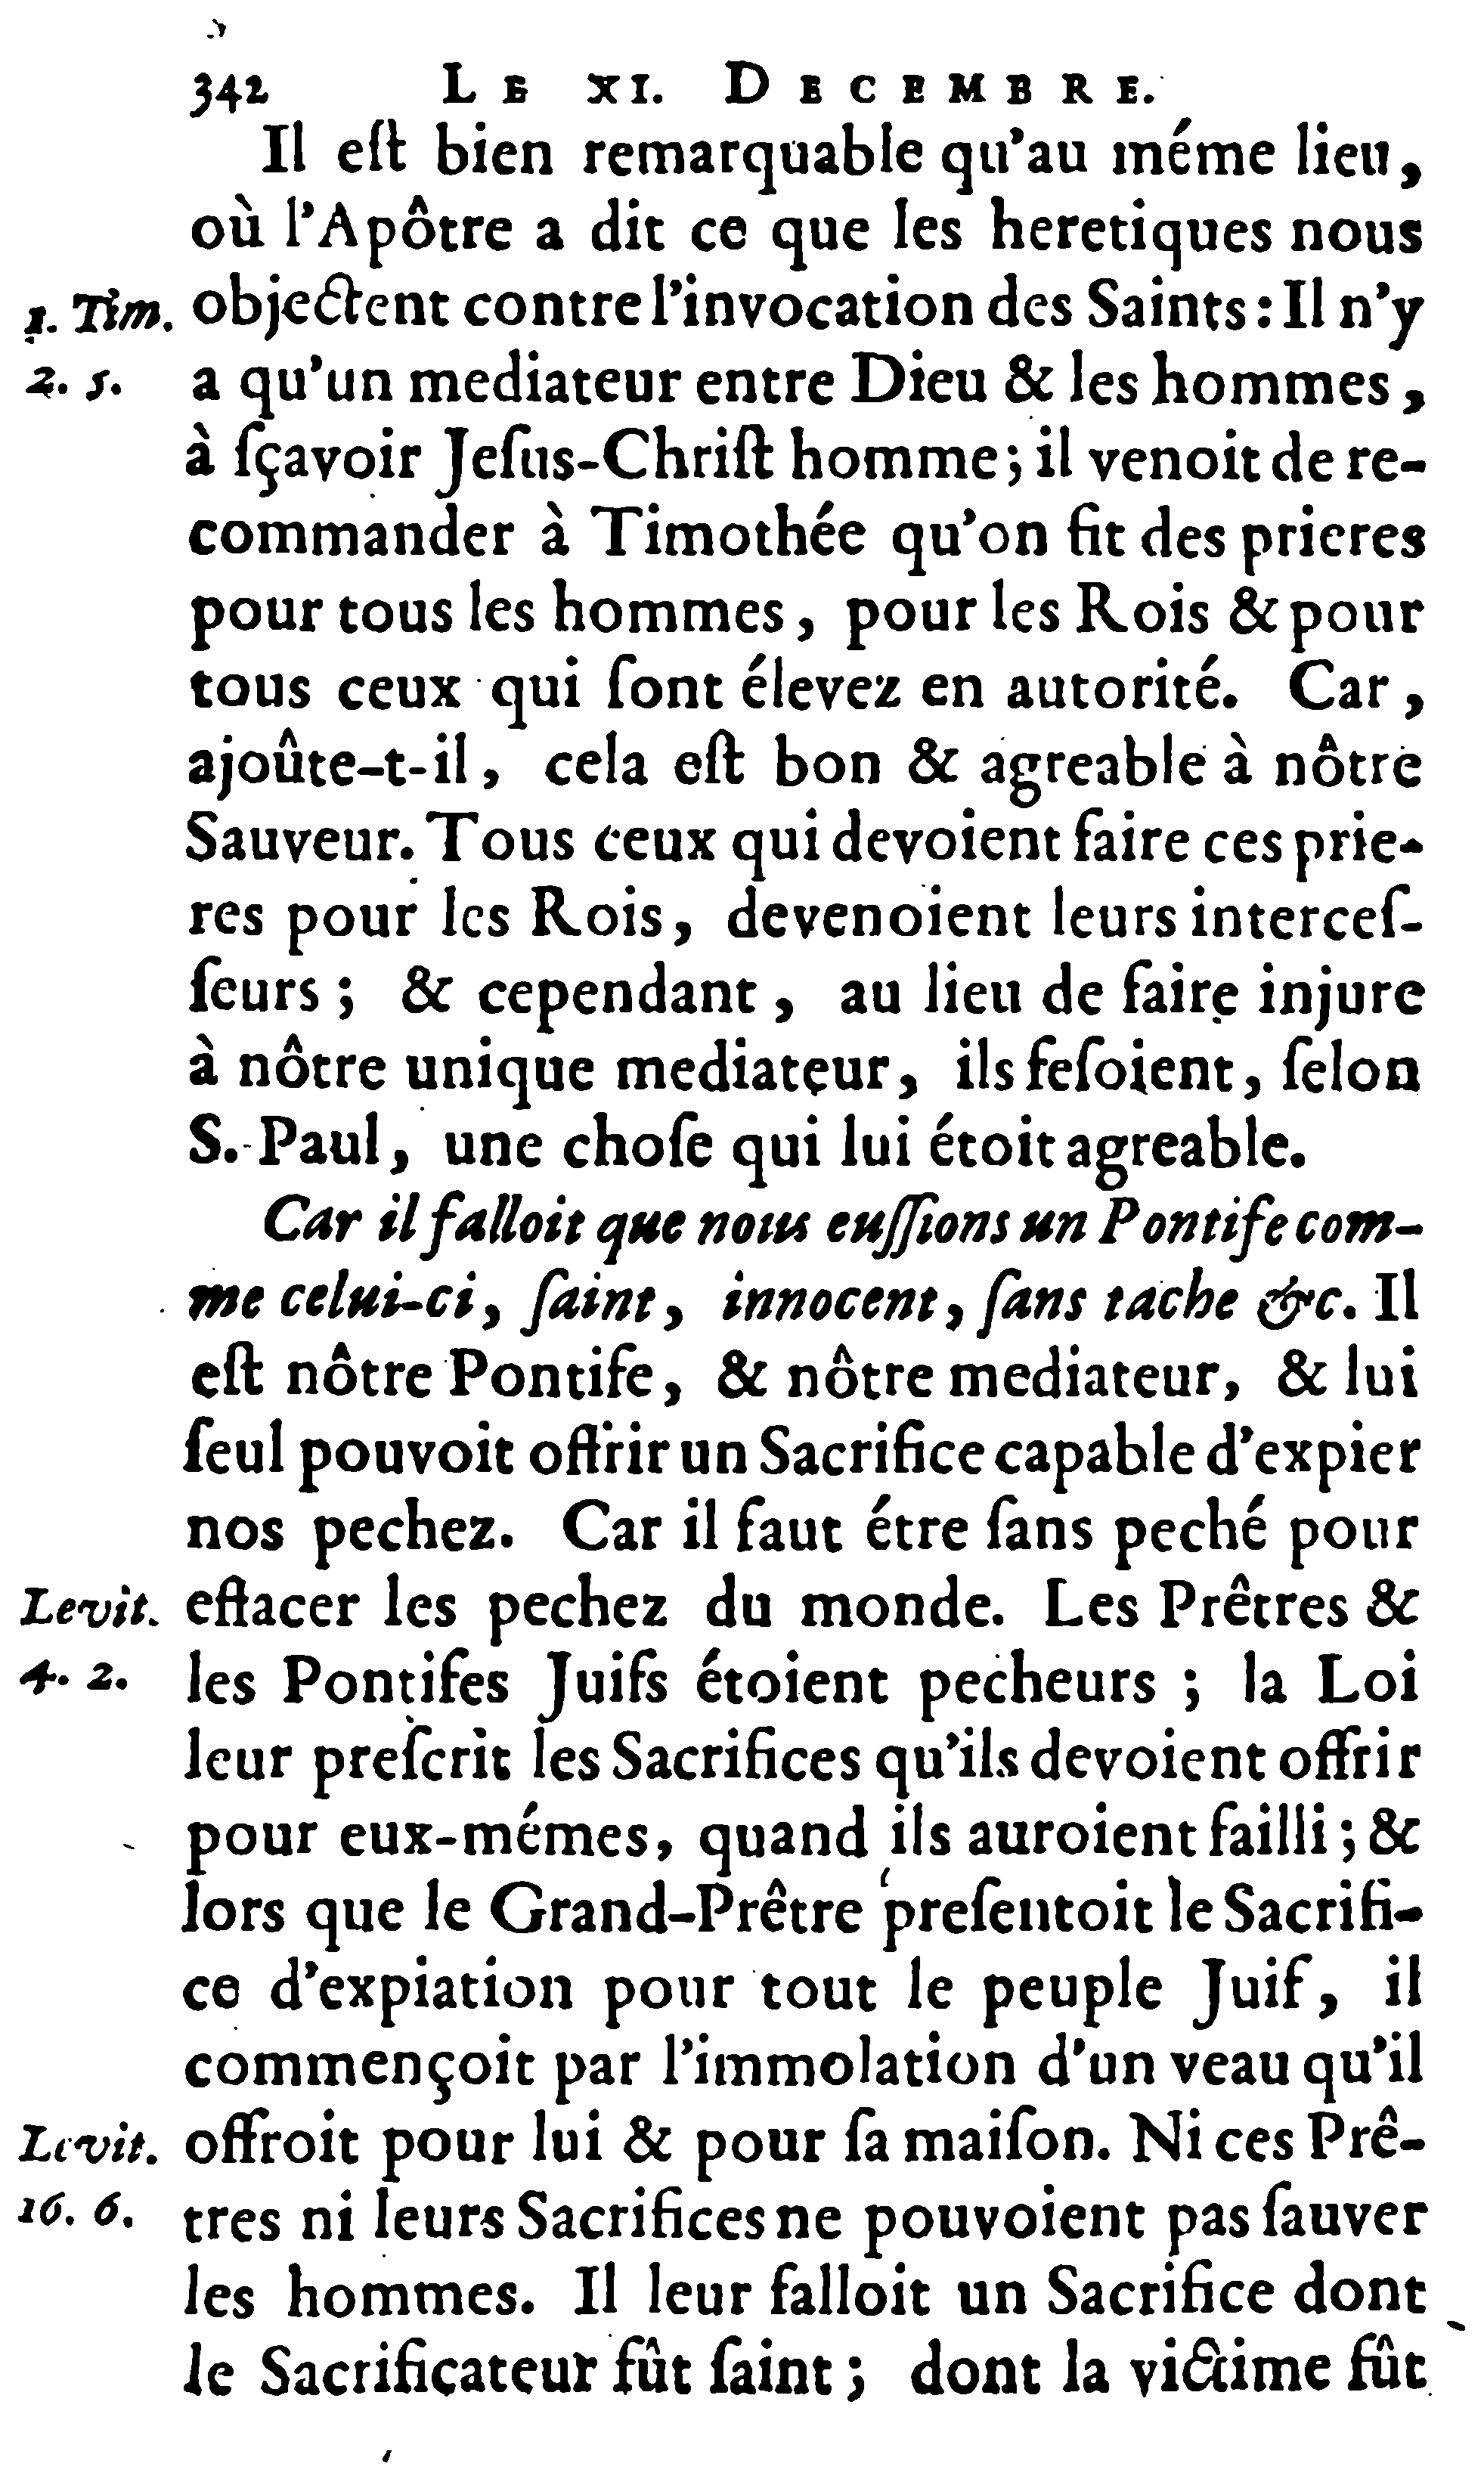 342 LE XI. DECEMBRE.
Il eſt bien remarquable qu'au méme lieu,
où l'Apôtre a dit ce que les heretiques nous
1. Tim. objectent contre l'invocation des Saints : Il n'y
2. 5. a qu'un mediateur entre Dieu & les hommes,
à ſçavoir Jeſus-Chriſt homme ; il venoit de re-
commander à Timothée qu'on fit des prieres
pour tous les hommes, pour les Rois & pour
tous ceux qui ſont élevez en autorité. Car,
ajoûte-t-il, cela eſt bon & agreable à nôtre
Sauveur. Tous ceux qui devoient faire ces prie-
res pour les Rois, devenoient leurs interceſ-
ſeurs ; & cependant, au lieu de faire injure
à nôtre unique mediateur, ils feſoient, ſelon
S. Paul, une choſe qui lui étoit agreable.
Car il falloit que nous euſſions un Pontife com-
me celui-ci, ſaint, innocent, ſans tache &c. Il
eſt nôtre Pontife, & nôtre mediateur, & lui
ſeul pouvoit offrir un Sacrifice capable d'expier
nos pechez. Car il faut étre ſans peché pour
Levit. effacer les pechez du monde. Les Prêtres &
4. 2. les Pontifes Juifs étoient pecheurs ; la Loi
leur preſcrit les Sacrifices qu'ils devoient offrir
pour eux-mémes, quand ils auroient failli ; &
lors que le Grand-Prêtre preſentoit le Sacrifi-
ce d'expiation pour tout le peuple Juif, il
commençoit par l'immolation d'un veau qu'il
Levit. offroit pour lui & pour ſa maiſon. Ni ces Prê-
16. 6. tres ni leurs Sacrifices ne pouvoient pas ſauver
les hommes. Il leur falloit un Sacrifice dont
le Sacrificateur fût ſaint ; dont la victime fût